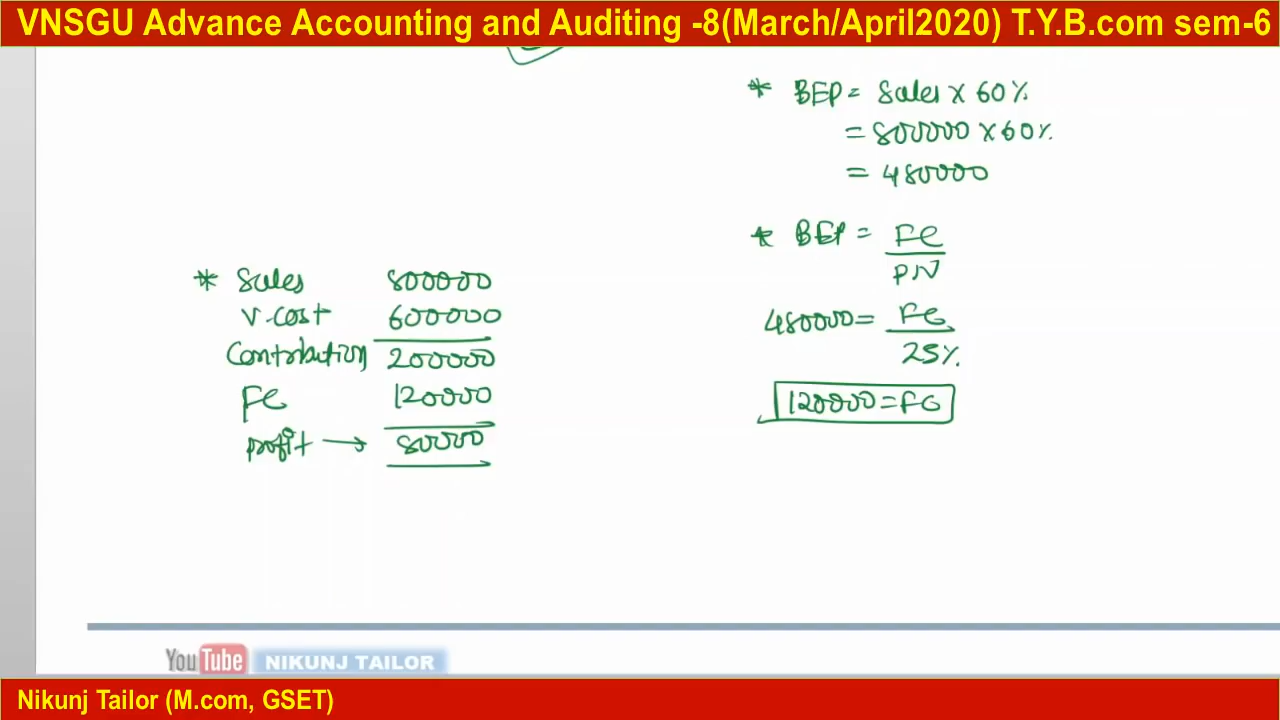 VNSGU Advance Accounting and Auditing -8(March/April2020) T.Y.B.com sem-6
* BEP = Sales X 60%
= 800000 X 60%
= 480000
* BEP = FC
P/V
480000 = FC
25%
120000 = FC
* Sales 800000
V.cost 600000
Contribution 200000
FC 120000
profit → 80000
YouTube NIKUNJ TAILOR
Nikunj Tailor (M.com, GSET)